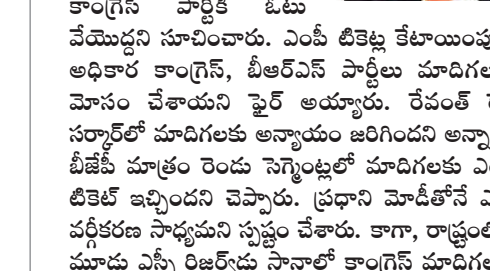 కాంగ్రెస్ పార్టీకి ఓటు
వేయొద్దని సూచించారు. ఎంపీ టికెట్ల కేటాయింపు
అధికార కాంగ్రెస్, బీఆర్ఎస్ పార్టీలు మాదిగల
మోసం చేశాయని ఫైర్ అయ్యారు. రేవంత్
సర్కార్‌లో మాదిగలకు అన్యాయం జరిగిందని అన్నా
బీజేపీ మాత్రం రెండు సెగ్మెంట్లలో మాదిగలకు ఎం
టికెట్ ఇచ్చిందని చెప్పారు. ప్రధాని మోడీతోనే ఎ
వర్గీకరణ సాధ్యమని స్పష్టం చేశారు. కాగా, రాష్ట్రంల
మూడు ఎస్సీ రిజర్వ్‌డు స్థానాల్లో కాంగ్రెస్ మాదిగల